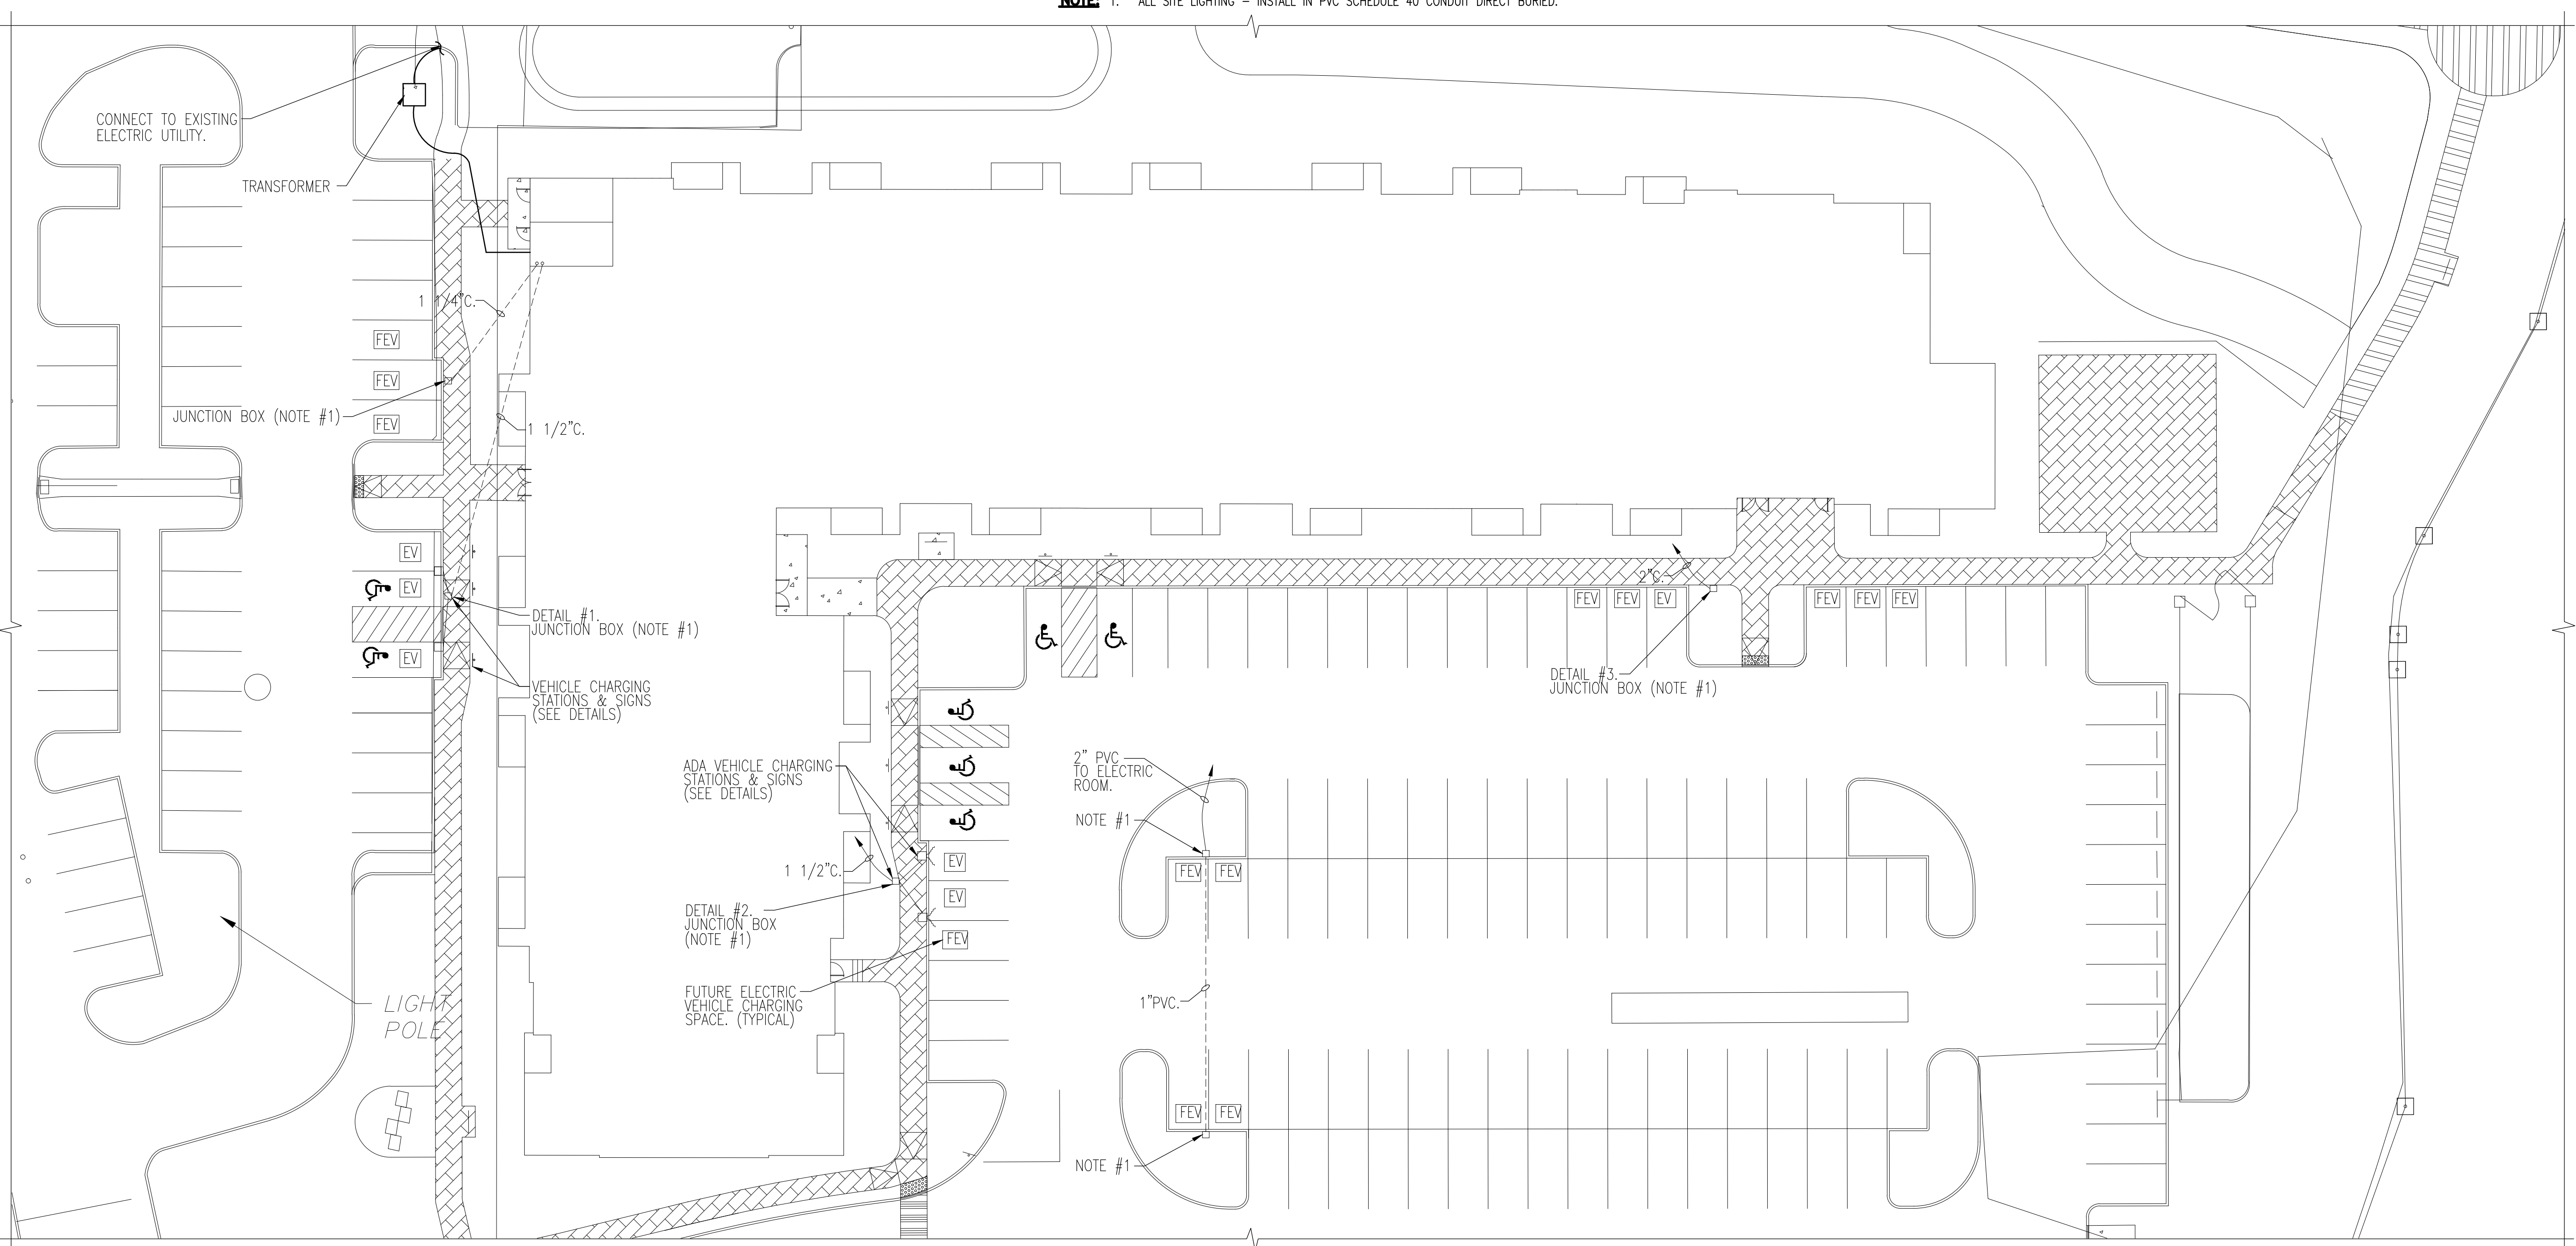 NOTE: 1. ALL SITE LIGHTING – INSTALL IN PVC SCHEDULE 40 CONDUIT DIRECT BURIED.
CONNECT TO EXISTING
ELECTRIC UTILITY.
TRANSFORMER
1 1/4"C.
FEV
FEV
FEV
JUNCTION BOX (NOTE #1)
1 1/2"C.
EV
EV
EV
DETAIL #1.
JUNCTION BOX (NOTE #1)
VEHICLE CHARGING
STATIONS & SIGNS
(SEE DETAILS)
2"C.
FEV
FEV
EV
FEV
FEV
FEV
DETAIL #3.
JUNCTION BOX (NOTE #1)
ADA VEHICLE CHARGING
STATIONS & SIGNS
(SEE DETAILS)
1 1/2"C.
EV
EV
FEV
DETAIL #2.
JUNCTION BOX
(NOTE #1)
FUTURE ELECTRIC
VEHICLE CHARGING
SPACE. (TYPICAL)
2" PVC
TO ELECTRIC
ROOM.
NOTE #1
FEV
FEV
1"PVC.
FEV
FEV
NOTE #1
LIGHT
POLE